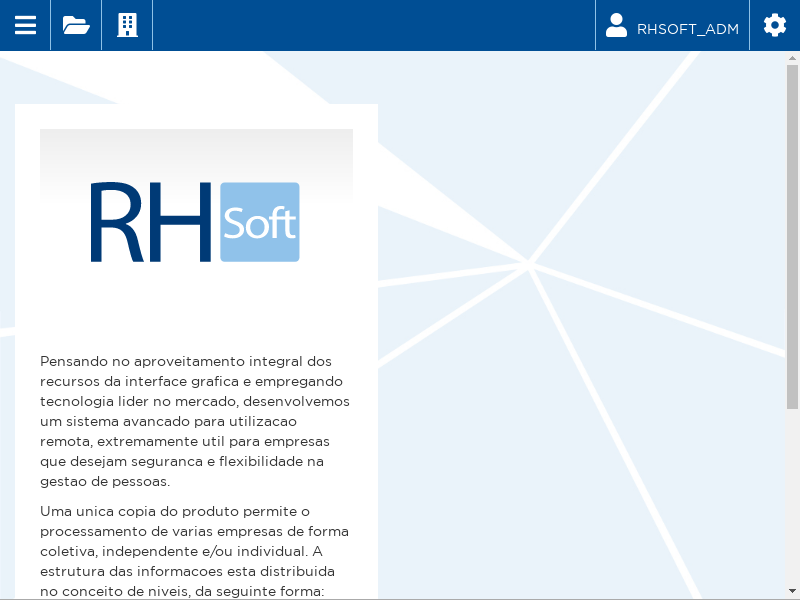 RHSOFT_ADM
RH Soft
Pensando no aproveitamento integral dos
recursos da interface grafica e empregando
tecnologia lider no mercado, desenvolvemos
um sistema avancado para utilizacao
remota, extremamente util para empresas
que desejam seguranca e flexibilidade na
gestao de pessoas.
Uma unica copia do produto permite o
processamento de varias empresas de forma
coletiva, independente e/ou individual. A
estrutura das informacoes esta distribuida
no conceito de niveis, da seguinte forma: